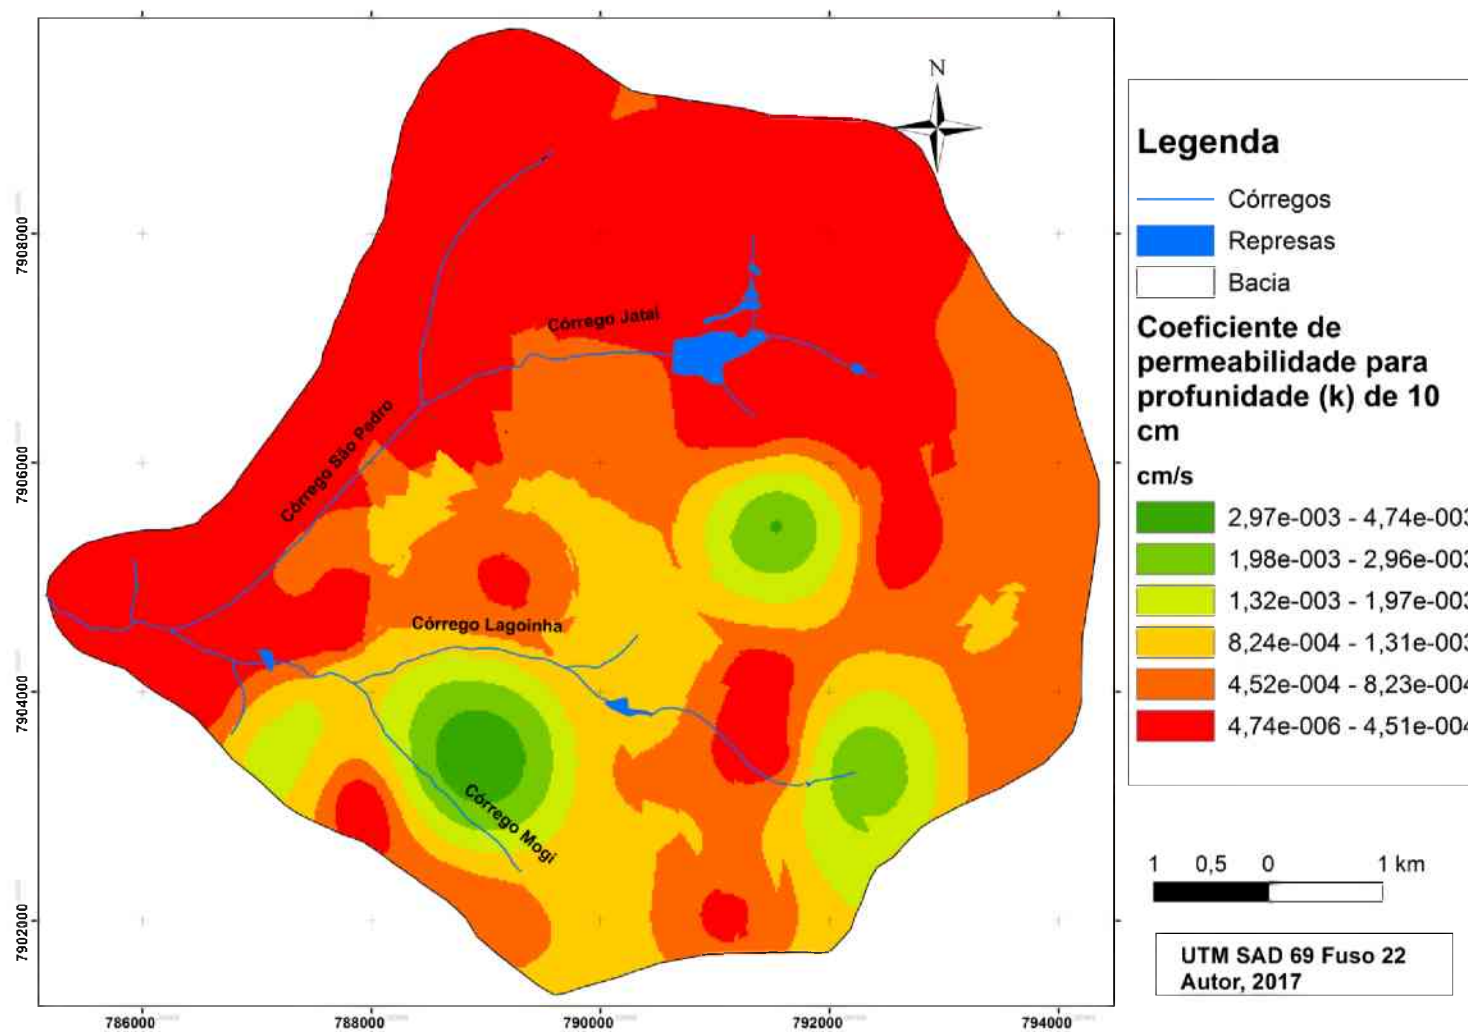 N
7908000
7906000
7904000
7902000
786000
788000
790000
792000
794000
Córrego Jataí
Córrego São Pedro
Córrego Lagoinha
Córrego Mogi
Legenda
Córregos
Represas
Bacia
Coeficiente de
permeabilidade para
profunidade (k) de 10
cm
cm/s
2,97e-003 - 4,74e-003
1,98e-003 - 2,96e-003
1,32e-003 - 1,97e-003
8,24e-004 - 1,31e-003
4,52e-004 - 8,23e-004
4,74e-006 - 4,51e-004
1 0,5 0 1 km
UTM SAD 69 Fuso 22
Autor, 2017